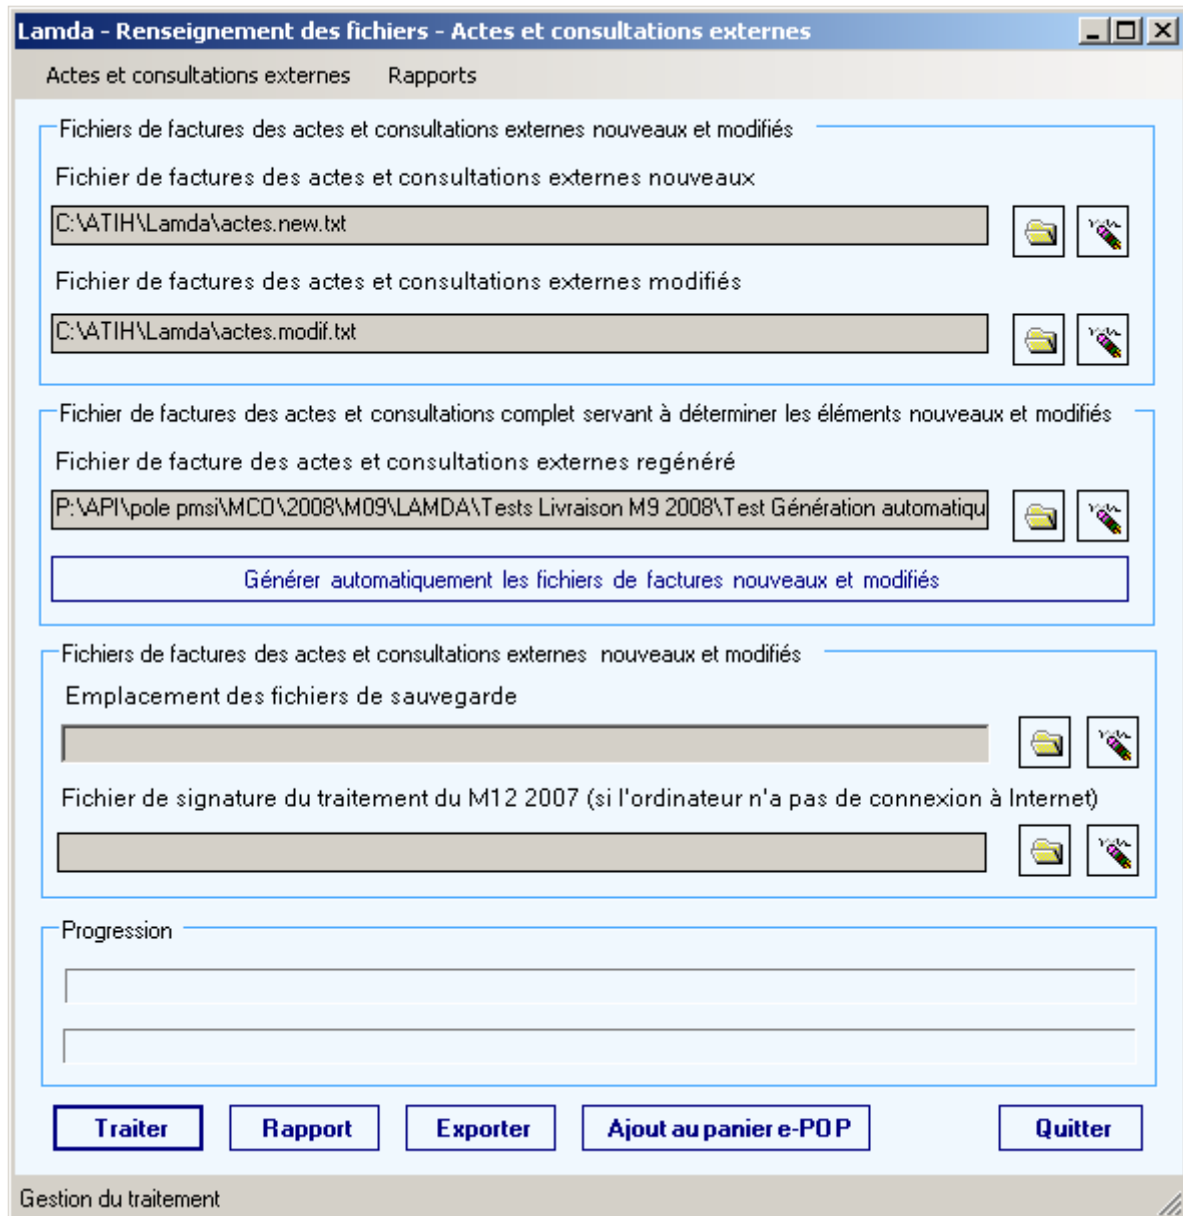 Lamda - Renseignement des fichiers - Actes et consultations externes
Actes et consultations externes Rapports
Fichiers de factures des actes et consultations externes nouveaux et modifiés
Fichier de factures des actes et consultations externes nouveaux
C:\ATIH\Lamda\actes.new.txt
Fichier de factures des actes et consultations externes modifiés
C:\ATIH\Lamda\actes.modif.txt
Fichier de factures des actes et consultations complet servant à déterminer les éléments nouveaux et modifiés
Fichier de facture des actes et consultations externes regénéré
P:\API\pole pmsi\MCO\2008\M09\LAMDA\Tests Livraison M9 2008\Test Génération automatiqu
Générer automatiquement les fichiers de factures nouveaux et modifiés
Fichiers de factures des actes et consultations externes nouveaux et modifiés
Emplacement des fichiers de sauvegarde
Fichier de signature du traitement du M12 2007 (si l'ordinateur n'a pas de connexion à Internet)
Progression
Traiter Rapport Exporter Ajout au panier e-POP Quitter
Gestion du traitement